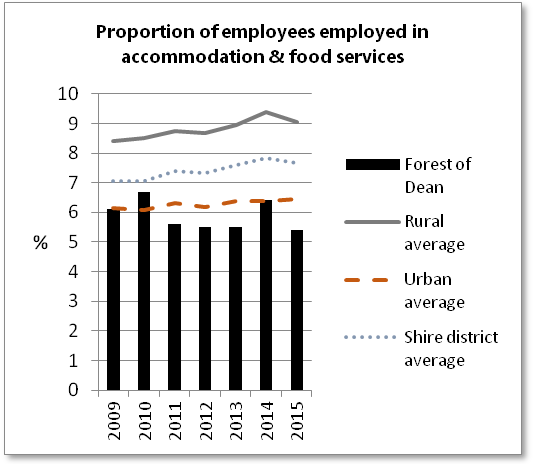 Proportion of employees employed in
accommodation & food services
10
9
8
7
6
5
4
3
2
1
0
%
2009
2010
2011
2012
2013
2014
2015
Forest of
Dean
Rural
average
Urban
average
Shire district
average